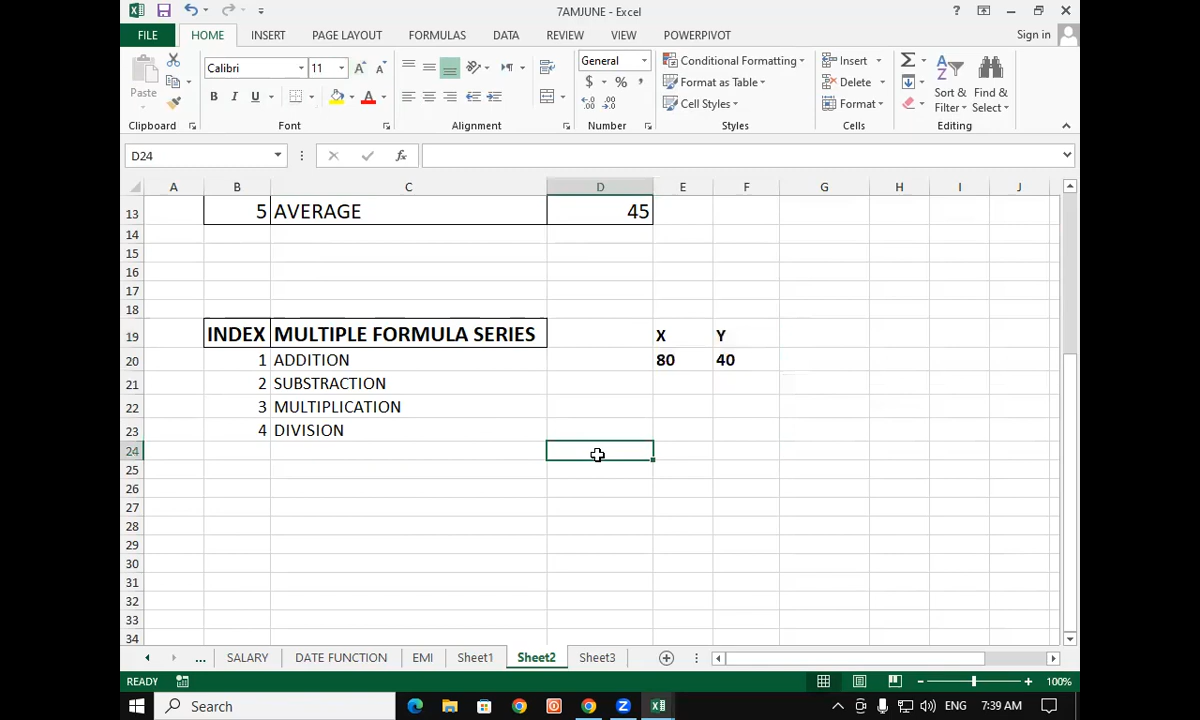 7AMJUNE - Excel
FILE HOME INSERT PAGE LAYOUT FORMULAS DATA REVIEW VIEW POWERPIVOT Sign in
Paste Calibri 11 General Conditional Formatting Insert
B I U A $ % , Format as Table Delete Sort & Find &
Cell Styles Format Filter Select
Clipboard Font Alignment Number Styles Cells Editing
D24 fx
A B C D E F G H I J
13 5 AVERAGE 45
14
15
16
17
18
19 INDEX MULTIPLE FORMULA SERIES X Y
20 1 ADDITION 80 40
21 2 SUBSTRACTION
22 3 MULTIPLICATION
23 4 DIVISION
24
25
26
27
28
29
30
31
32
33
34
... SALARY DATE FUNCTION EMI Sheet1 Sheet2 Sheet3
READY 100%
Search ENG 7:39 AM